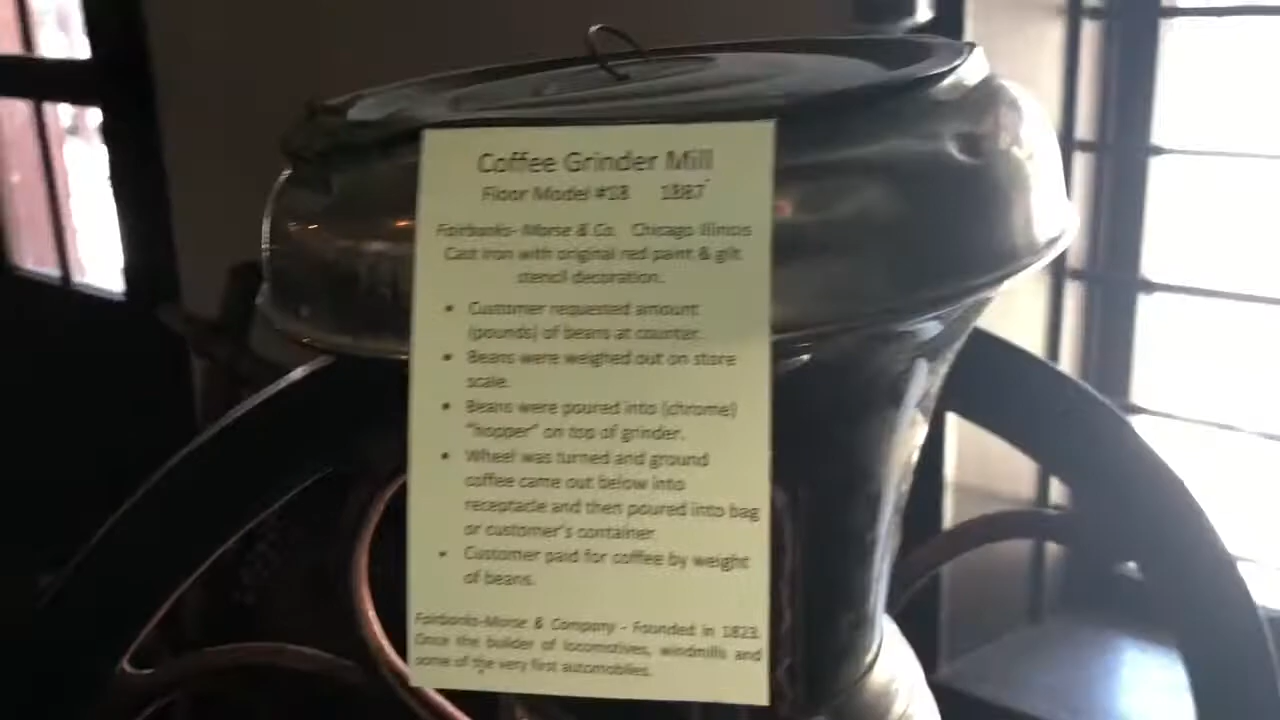 Coffee Grinder Mill
Floor Model #18 1887
Fairbanks- Morse & Co. Chicago Illinois
Cast iron with original red paint & gilt
stencil decoration.
• Customer requested amount
(pounds) of beans at counter.
• Beans were weighed out on store
scale.
• Beans were poured into (chrome)
"hopper" on top of grinder.
• Wheel was turned and ground
coffee came out below into
receptacle and then poured into bag
or customer's container.
• Customer paid for coffee by weight
of beans.
Fairbanks-Morse & Company - Founded in 1823.
Once the builder of locomotives, windmills and
some of the very first automobiles.